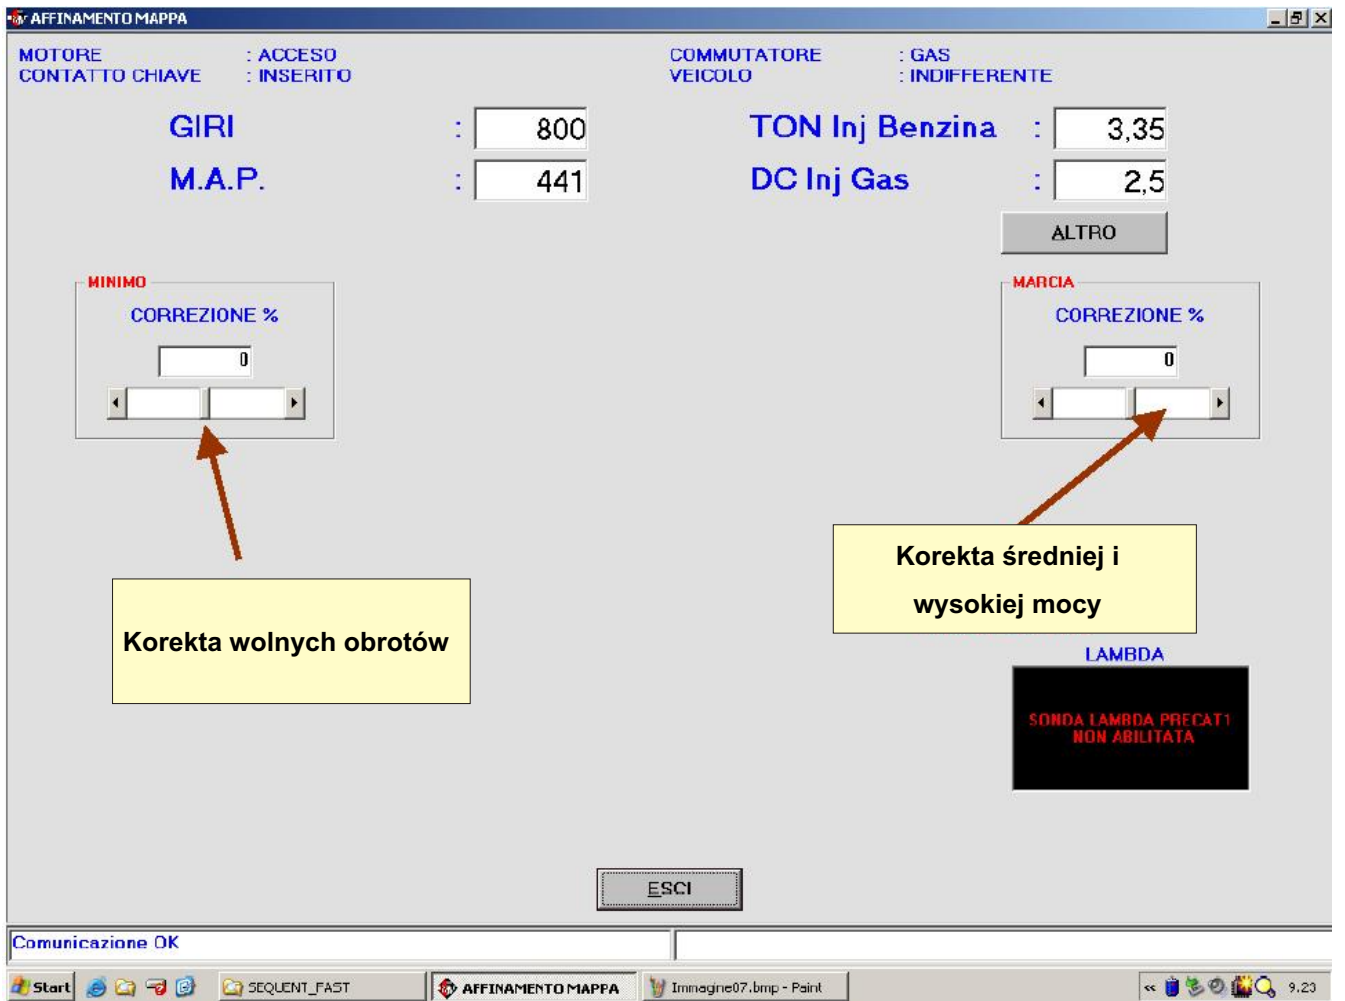 AFFINAMENTO MAPPA
MOTORE : ACCESO COMMUTATORE : GAS
CONTATTO CHIAVE : INSERITO VEICOLO : INDIFFERENTE
GIRI : 800 TON Inj Benzina : 3,35
M.A.P. : 441 DC Inj Gas : 2,5
ALTRO
MINIMO MARCIA
CORREZIONE % CORREZIONE %
0 0
Korekta średniej i
wysokiej mocy
Korekta wolnych obrotów
LAMBDA
SONDA LAMBDA PRECAT1
NON ABILITATA
ESCI
Comunicazione OK
Start SEQUENT_FAST AFFINAMENTO MAPPA Immagine07.bmp - Paint « 9.23